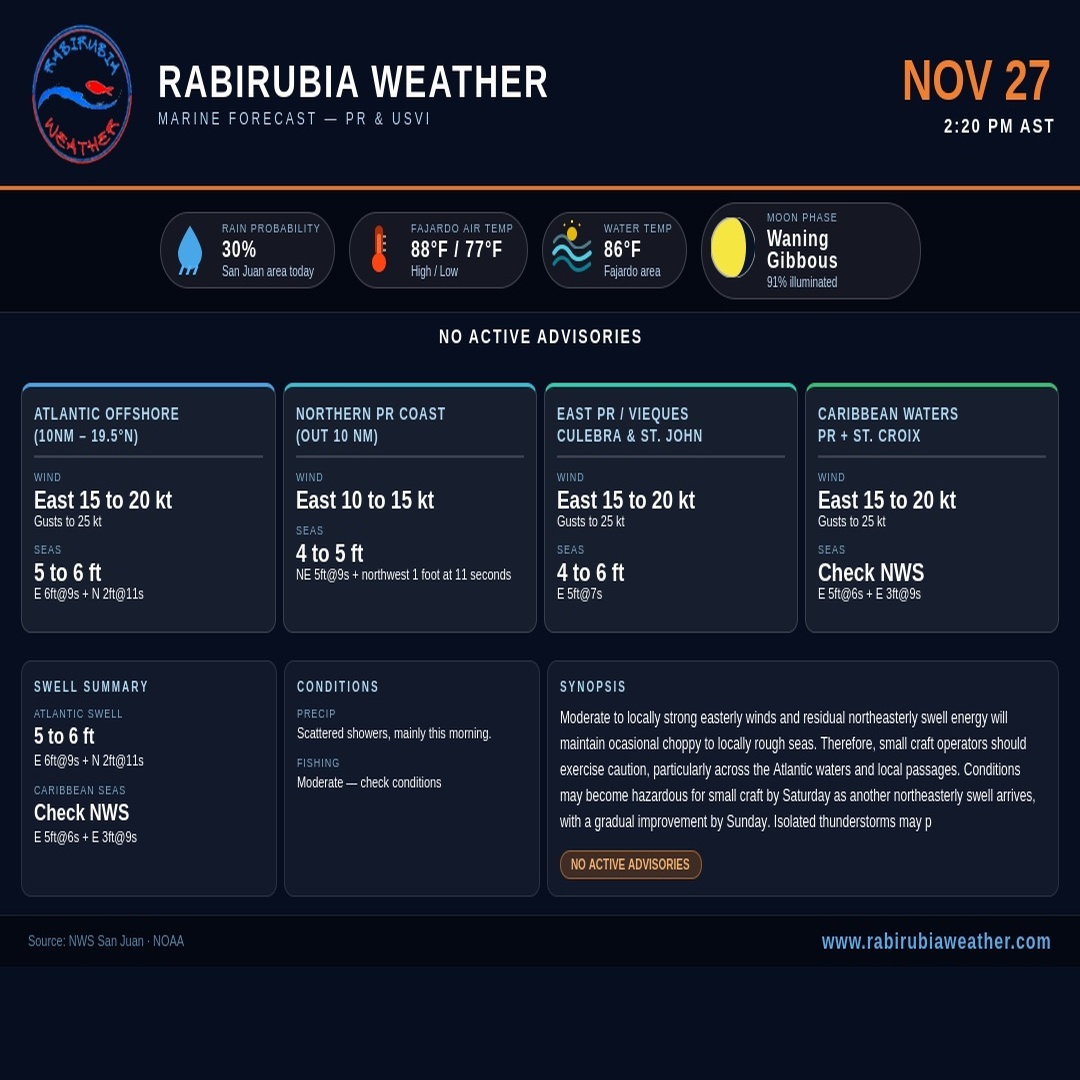 RABIRUBIA
WEATHER
RABIRUBIA WEATHER
MARINE FORECAST — PR & USVI
NOV 27
2:20 PM AST
RAIN PROBABILITY
30%
San Juan area today
FAJARDO AIR TEMP
88°F / 77°F
High / Low
WATER TEMP
86°F
Fajardo area
MOON PHASE
Waning
Gibbous
91% illuminated
NO ACTIVE ADVISORIES
ATLANTIC OFFSHORE
(10NM – 19.5°N)
WIND
East 15 to 20 kt
Gusts to 25 kt
SEAS
5 to 6 ft
E 6ft@9s + N 2ft@11s
NORTHERN PR COAST
(OUT 10 NM)
WIND
East 10 to 15 kt
SEAS
4 to 5 ft
NE 5ft@9s + northwest 1 foot at 11 seconds
EAST PR / VIEQUES
CULEBRA & ST. JOHN
WIND
East 15 to 20 kt
Gusts to 25 kt
SEAS
4 to 6 ft
E 5ft@7s
CARIBBEAN WATERS
PR + ST. CROIX
WIND
East 15 to 20 kt
Gusts to 25 kt
SEAS
Check NWS
E 5ft@6s + E 3ft@9s
SWELL SUMMARY
ATLANTIC SWELL
5 to 6 ft
E 6ft@9s + N 2ft@11s
CARIBBEAN SEAS
Check NWS
E 5ft@6s + E 3ft@9s
CONDITIONS
PRECIP
Scattered showers, mainly this morning.
FISHING
Moderate — check conditions
SYNOPSIS
Moderate to locally strong easterly winds and residual northeasterly swell energy will
maintain ocasional choppy to locally rough seas. Therefore, small craft operators should
exercise caution, particularly across the Atlantic waters and local passages. Conditions
may become hazardous for small craft by Saturday as another northeasterly swell arrives,
with a gradual improvement by Sunday. Isolated thunderstorms may p
NO ACTIVE ADVISORIES
Source: NWS San Juan · NOAA
www.rabirubiaweather.com